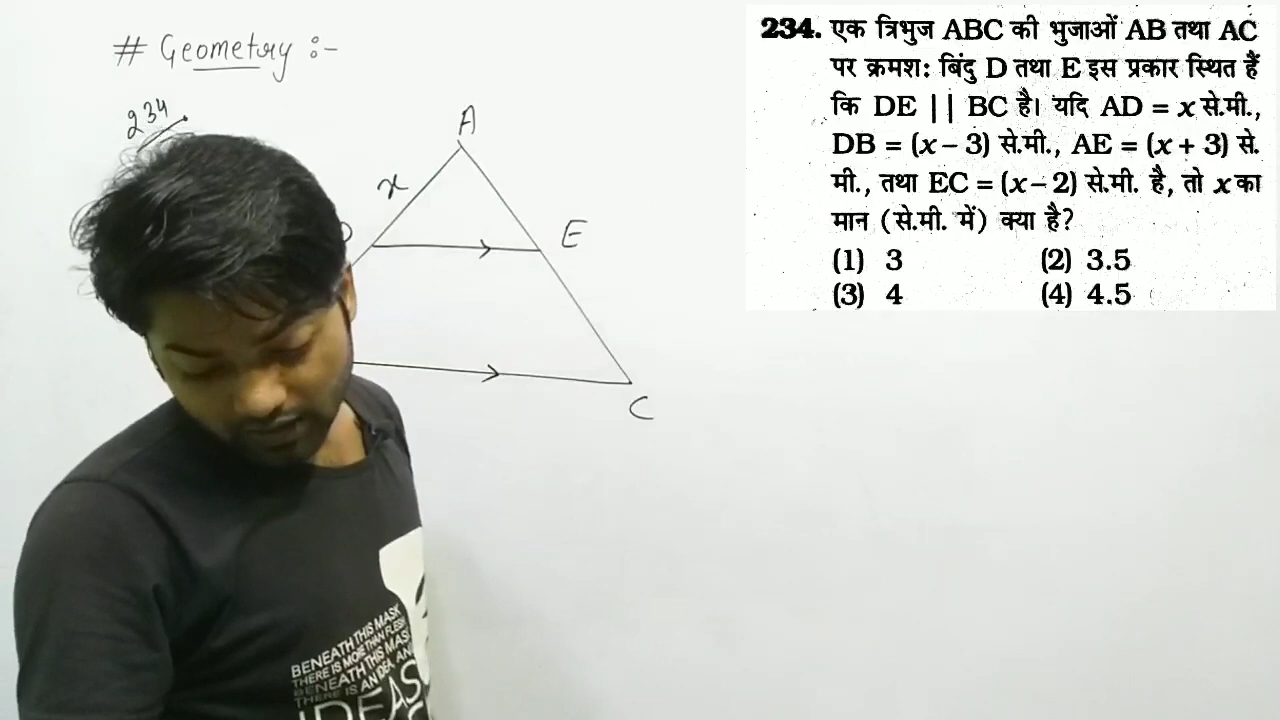 # Geometry :-
234
A
x
D
E
C
234. एक त्रिभुज ABC की भुजाओं AB तथा AC
पर क्रमश: बिंदु D तथा E इस प्रकार स्थित हैं
कि DE || BC है। यदि AD = x से.मी.,
DB = (x – 3) से.मी., AE = (x + 3) से.
मी., तथा EC = (x – 2) से.मी. है, तो x का
मान (से.मी. में) क्या है?
(1) 3 (2) 3.5
(3) 4 (4) 4.5
BENEATH THIS MASK
THERE IS MORE THAN FLESH
BENEATH THIS MASK
THERE IS AN IDEA AN
IDEAS